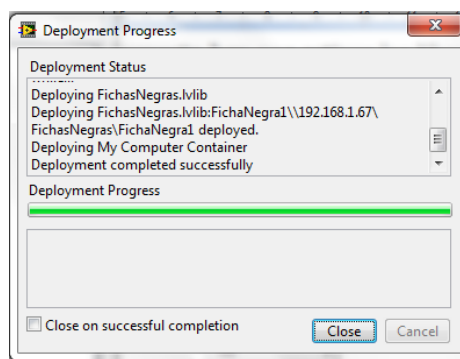 Deployment Progress
Deployment Status
Deploying FichasNegras.lvlib
Deploying FichasNegras.lvlib:FichaNegra1\\192.168.1.67\
FichasNegras\FichaNegra1 deployed.
Deploying My Computer Container
Deployment completed successfully
Deployment Progress
Close on successful completion
Close Cancel